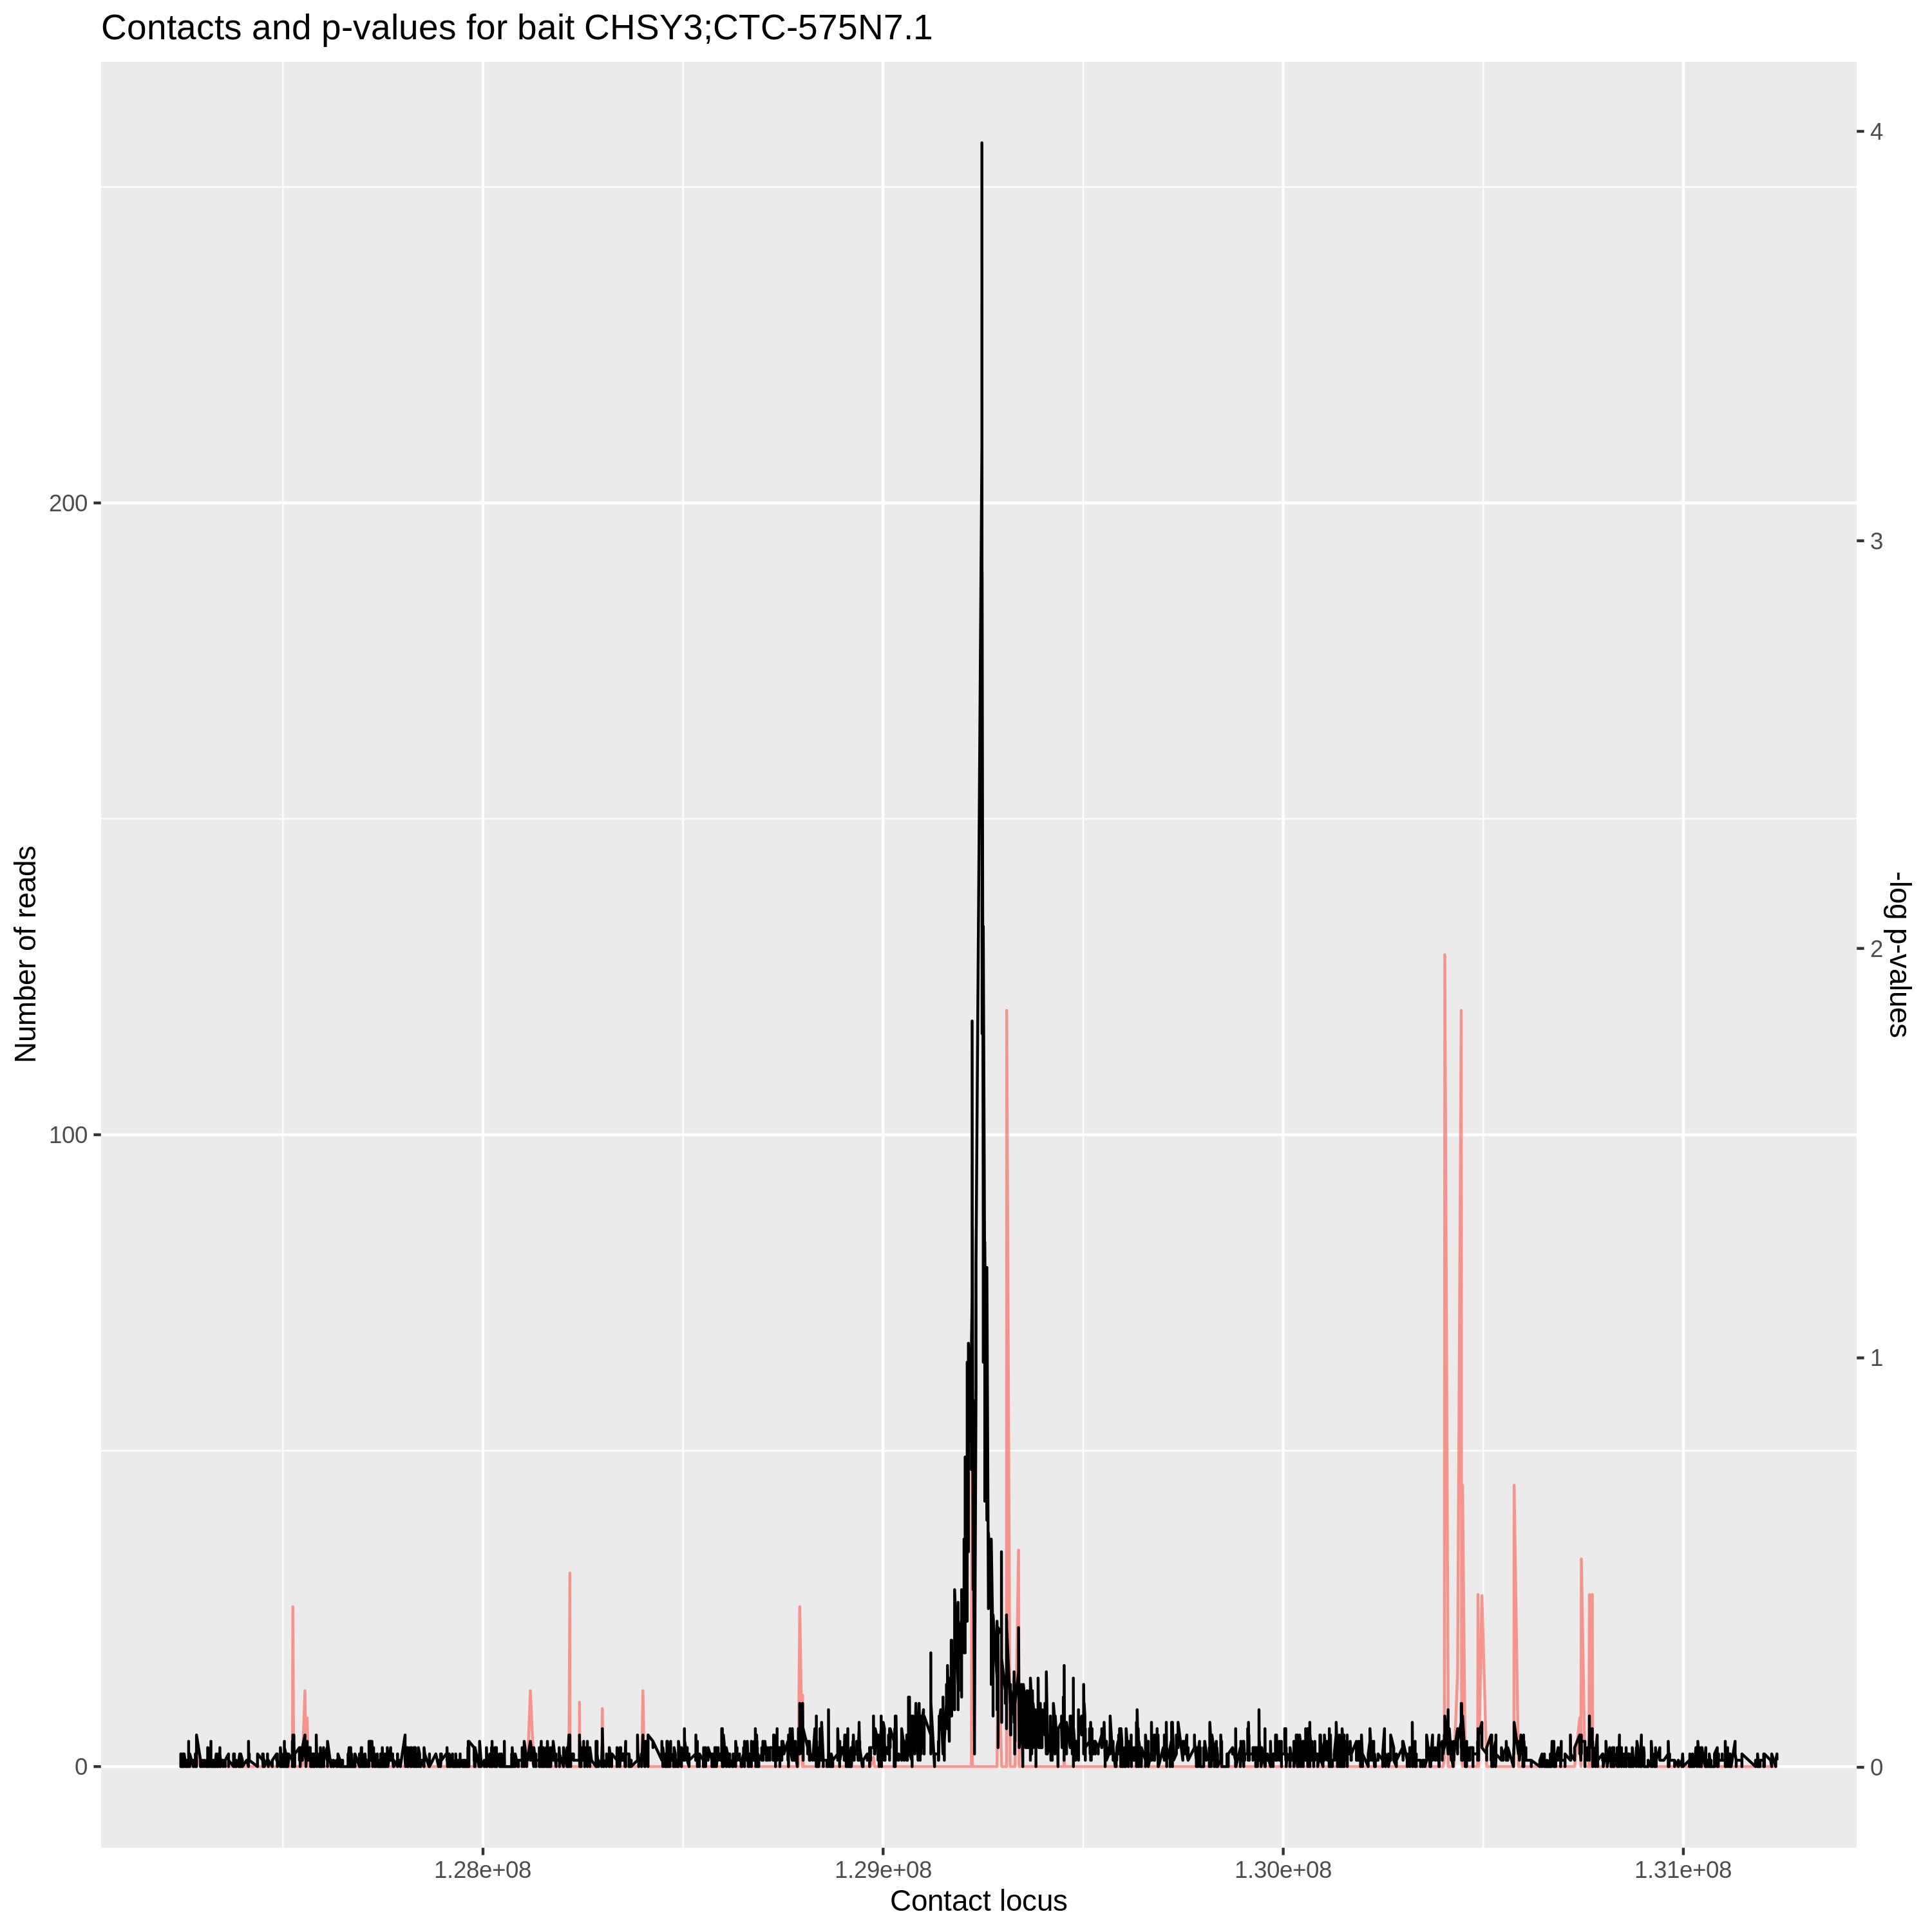 Contacts and p-values for bait CHSY3;CTC-575N7.1
Number of reads
200
100
0
4
3
2
1
0
-log p-values
1.28e+08
1.29e+08
1.30e+08
1.31e+08
Contact locus